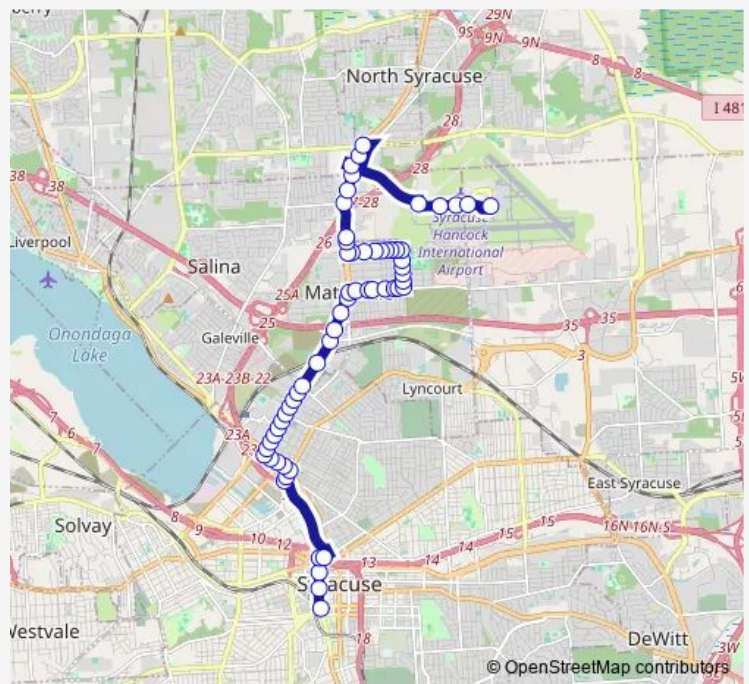 29N
9S
9N
9N
8
8
North Syracuse
I 481
28
28
38
38
Y-28
Syracuse
Hancock
International
Airport
Liverpool
26
Salina
25A
Mat
25
35
35
Onondaga
Lake
Galeville
3
23A-23B-22
Lyncourt
7
6
7
23A
East Syracuse
8
9
10
12
15
15
16N
16N
S
Solvay
13
14
14
Syracuse
Westvale
18
DeWitt
3W
© OpenStreetMap contributors